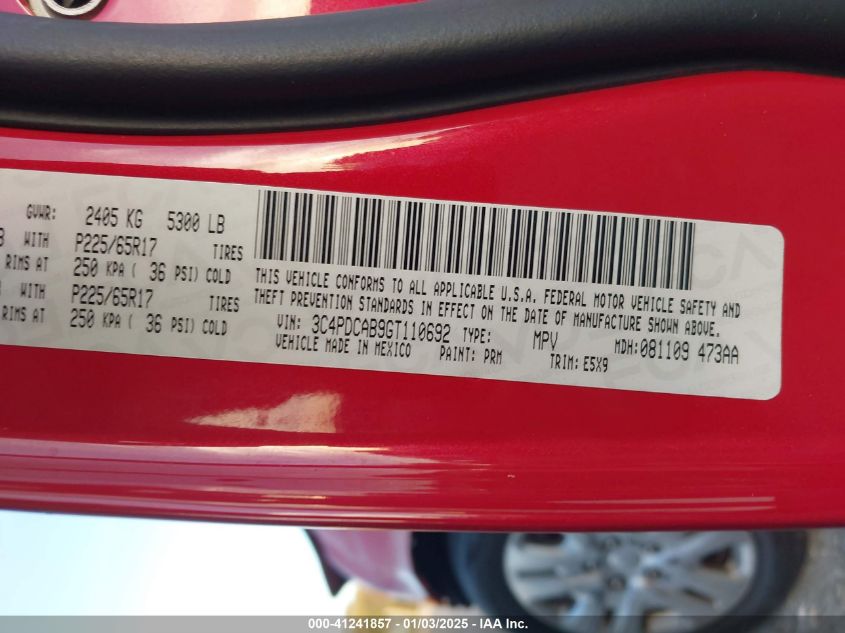 GVWR: 2405 KG 5300 LB
WITH P225/65R17 TIRES
RIMS AT 250 KPA ( 36 PSI) COLD
WITH P225/65R17 TIRES
RIMS AT 250 KPA ( 36 PSI) COLD
THIS VEHICLE CONFORMS TO ALL APPLICABLE U.S.A. FEDERAL MOTOR VEHICLE SAFETY AND
THEFT PREVENTION STANDARDS IN EFFECT ON THE DATE OF MANUFACTURE SHOWN ABOVE.
VIN: 3C4PDCAB9GT110692 TYPE: MPV MDH:081109 473AA
VEHICLE MADE IN MEXICO PAINT: PRM TRIM: E5X9
000-41241857 - 01/03/2025 - IAA Inc.